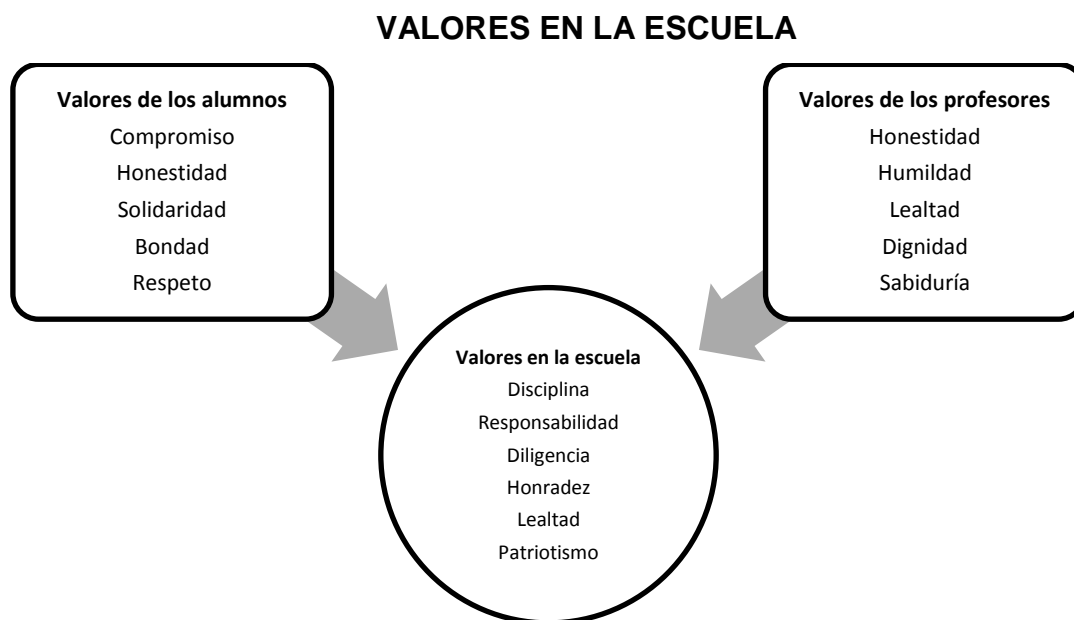 VALORES EN LA ESCUELA
Valores de los alumnos
Compromiso
Honestidad
Solidaridad
Bondad
Respeto
Valores de los profesores
Honestidad
Humildad
Lealtad
Dignidad
Sabiduría
Valores en la escuela
Disciplina
Responsabilidad
Diligencia
Honradez
Lealtad
Patriotismo